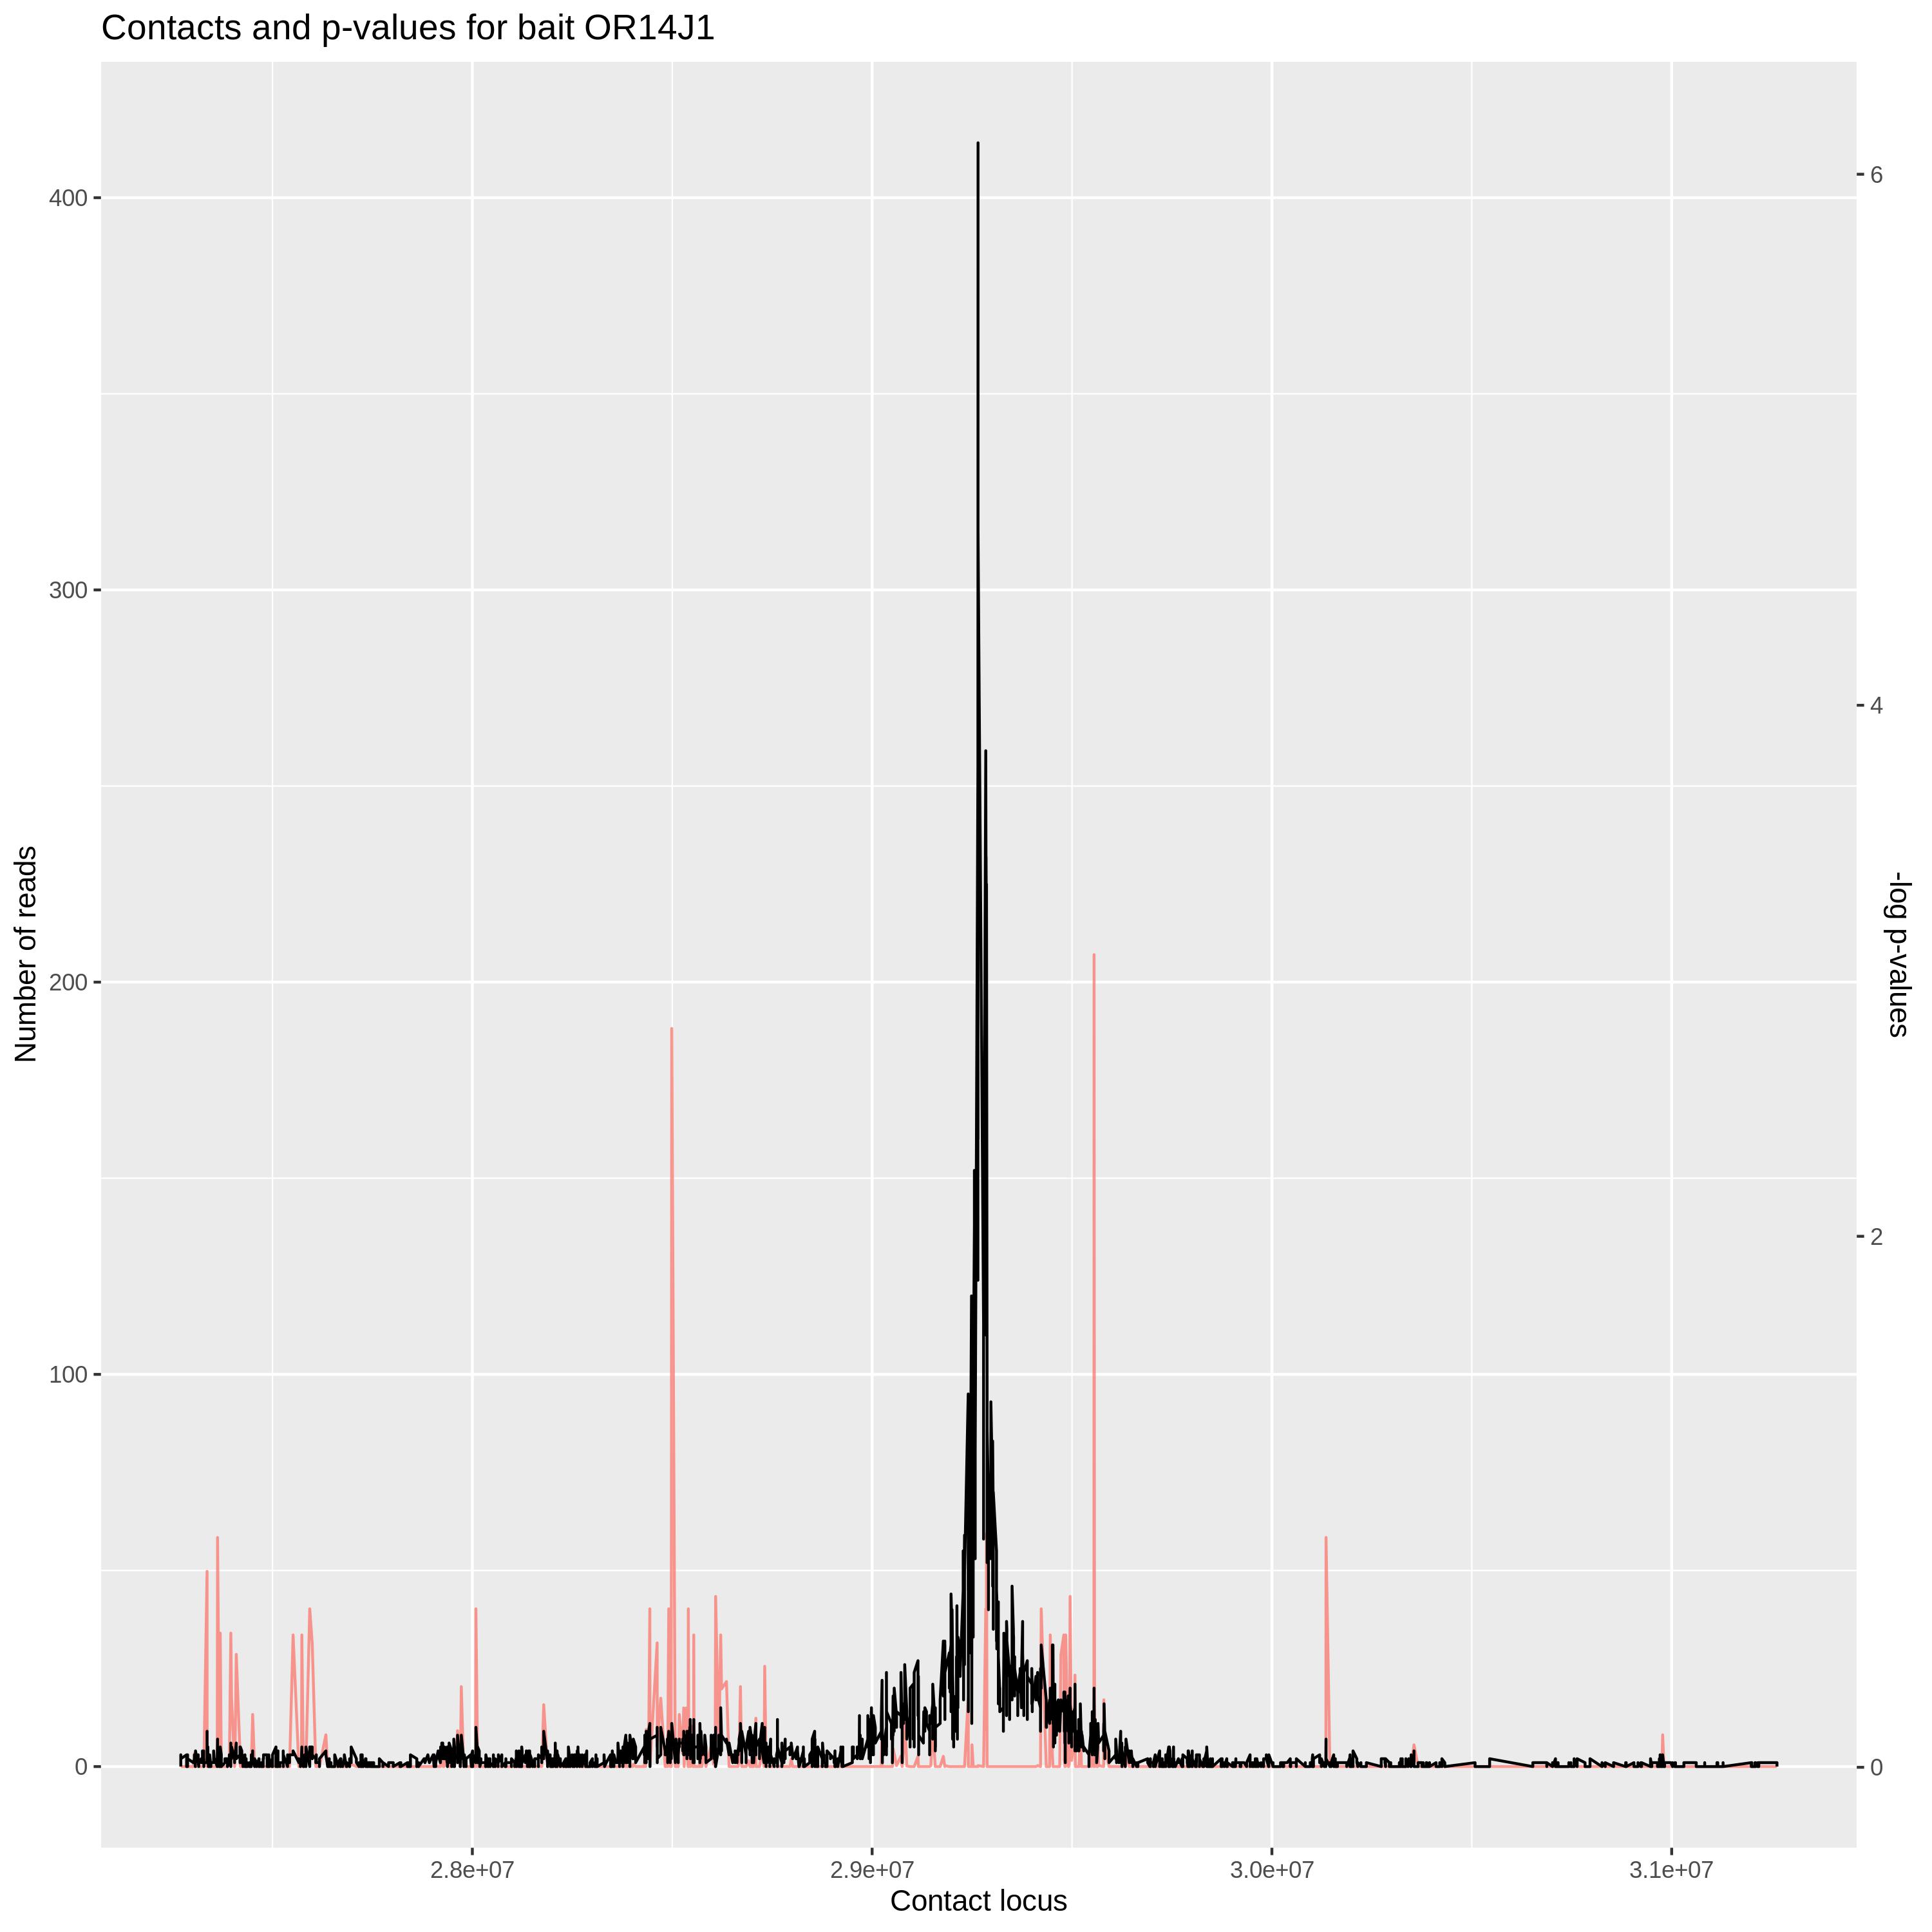 Contacts and p-values for bait OR14J1
400
300
200
100
0
6
4
2
0
Number of reads
-log p-values
2.8e+07
2.9e+07
3.0e+07
3.1e+07
Contact locus